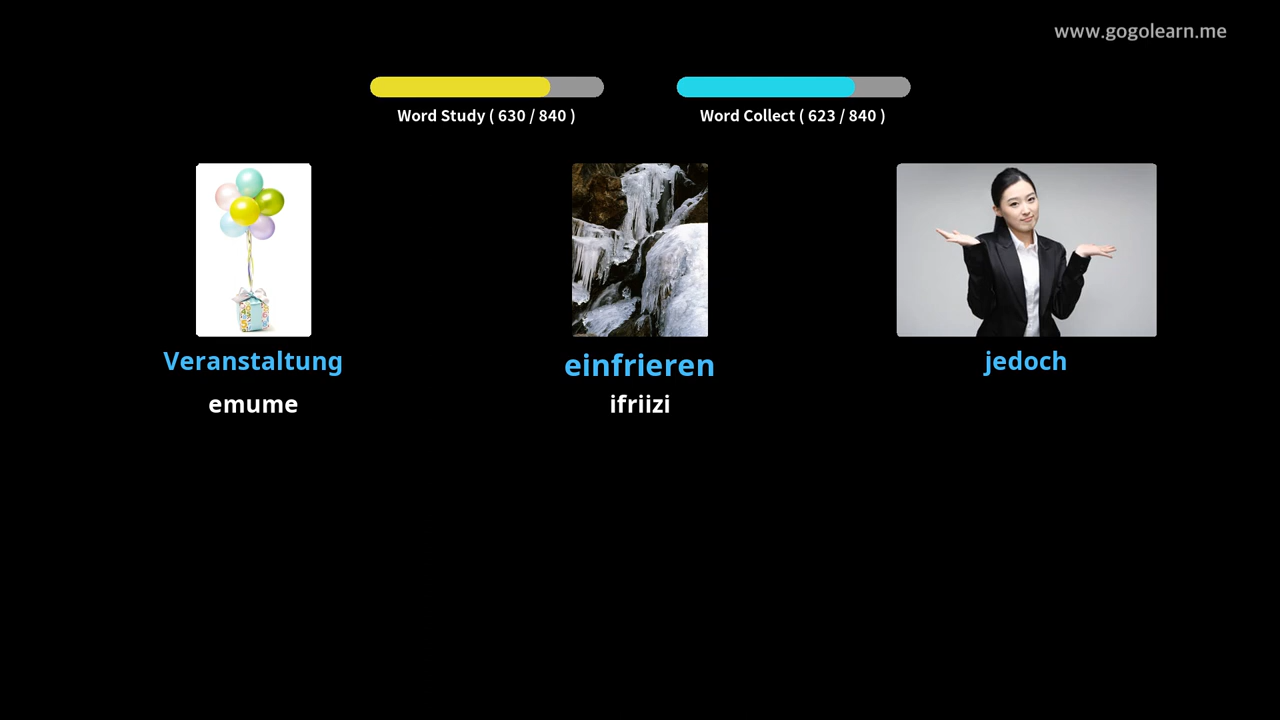 www.gogolearn.me
Word Study ( 630 / 840 )
Word Collect ( 623 / 840 )
Veranstaltung
einfrieren
jedoch
emume
ifriizi